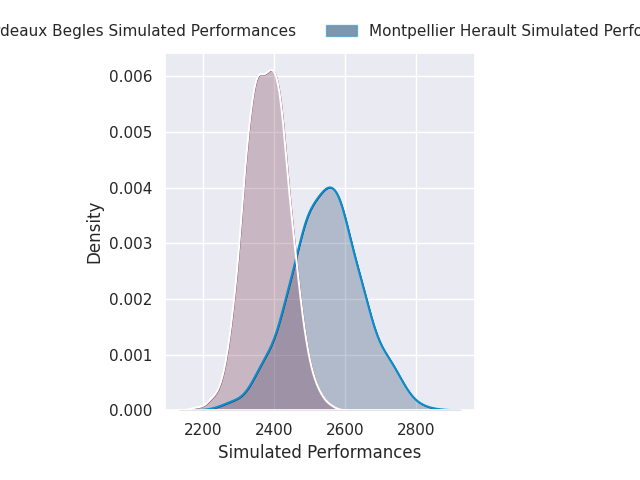 deaux Begles Simulated Performances Montpellier Herault Simulated Perfo
0.006
0.005
0.004
0.003
0.002
0.001
0.000
Density
2200 2400 2600 2800
Simulated Performances